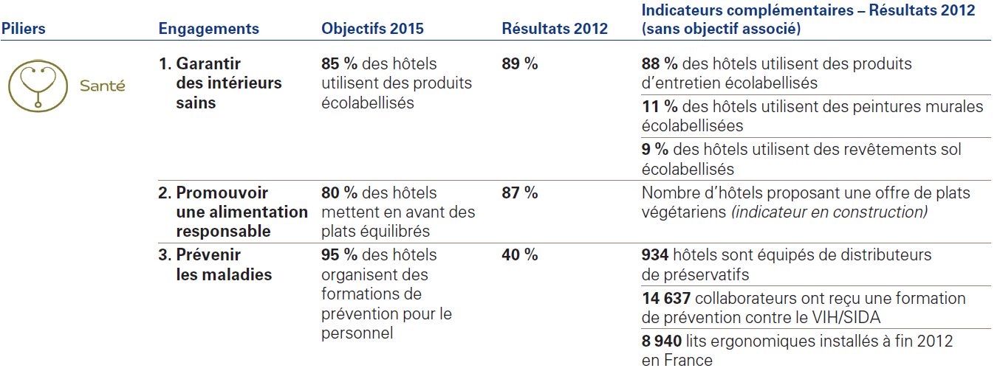 Piliers
Engagements
Objectifs 2015
Résultats 2012
Indicateurs complémentaires – Résultats 2012
(sans objectif associé)
Santé
1. Garantir
des intérieurs
sains
85 % des hôtels
utilisent des produits
écolabellisés
89 %
88 % des hôtels utilisent des produits
d’entretien écolabellisés
11 % des hôtels utilisent des peintures murales
écolabellisées
9 % des hôtels utilisent des revêtements sol
écolabellisés
2. Promouvoir
une alimentation
responsable
80 % des hôtels
mettent en avant des
plats équilibrés
87 %
Nombre d’hôtels proposant une offre de plats
végétariens (indicateur en construction)
3. Prévenir
les maladies
95 % des hôtels
organisent des
formations de
prévention pour le
personnel
40 %
934 hôtels sont équipés de distributeurs
de préservatifs
14 637 collaborateurs ont reçu une formation
de prévention contre le VIH/SIDA
8 940 lits ergonomiques installés à fin 2012
en France